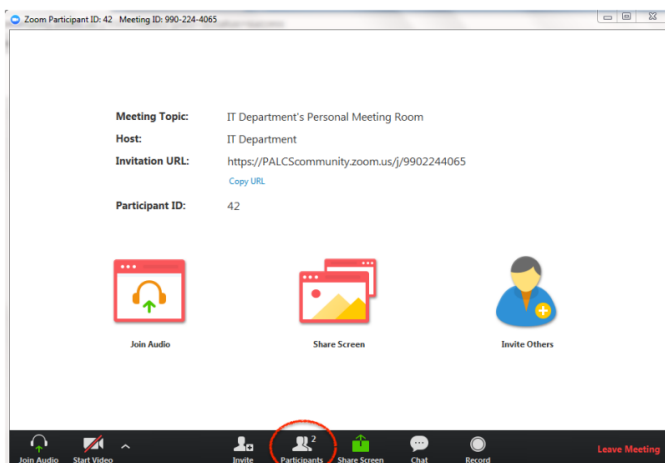 Zoom Participant ID: 42 Meeting ID: 990-224-4065
Meeting Topic: IT Department's Personal Meeting Room
Host: IT Department
Invitation URL: https://PALCScommunity.zoom.us/j/9902244065
Copy URL
Participant ID: 42
Join Audio Share Screen Invite Others
2
Join Audio Start Video Invite Participants Share Screen Chat Record Leave Meeting